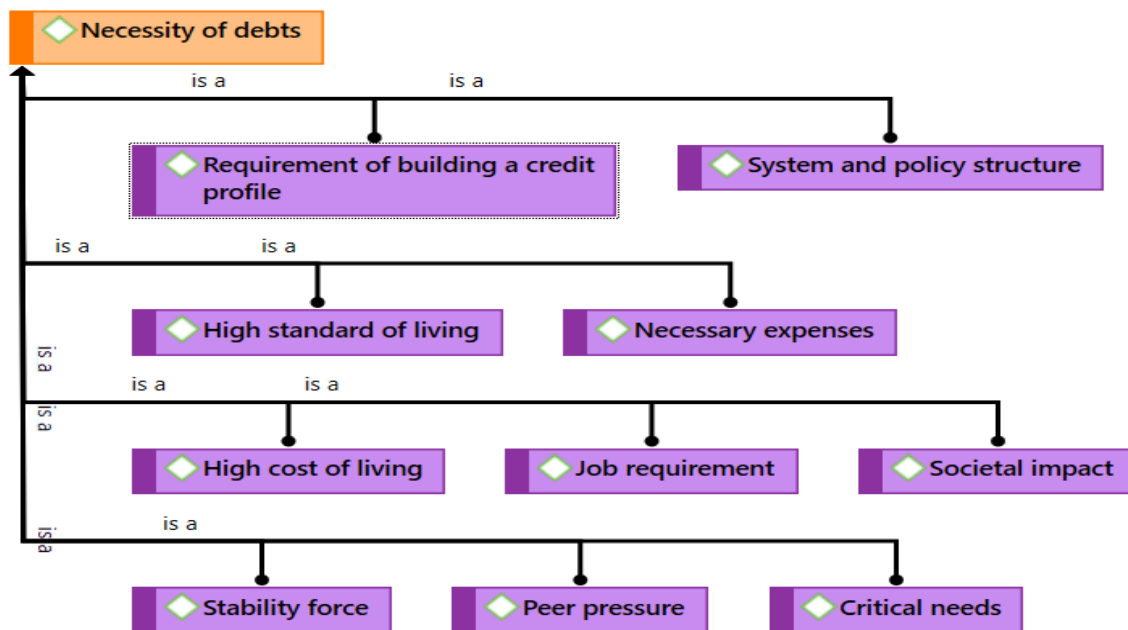 Necessity of debts
is a
is a
Requirement of building a credit
profile
System and policy structure
is a
is a
High standard of living
Necessary expenses
is a
is a
is a
is a
High cost of living
Job requirement
Societal impact
is a
is a
Stability force
Peer pressure
Critical needs